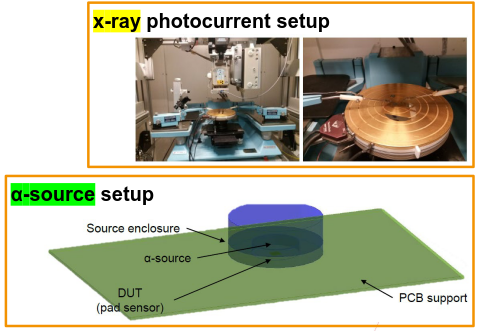 x-ray photocurrent setup
α-source setup
Source enclosure
α-source
DUT
(pad sensor)
PCB support